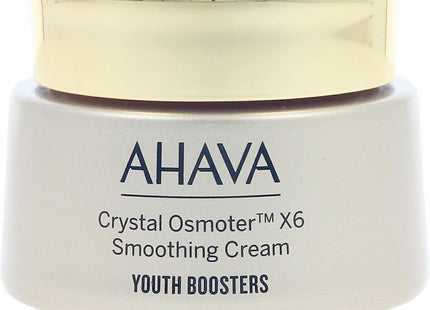 AHAVA
Crystal Osmoter™ X6
Smoothing Cream
YOUTH BOOSTERS